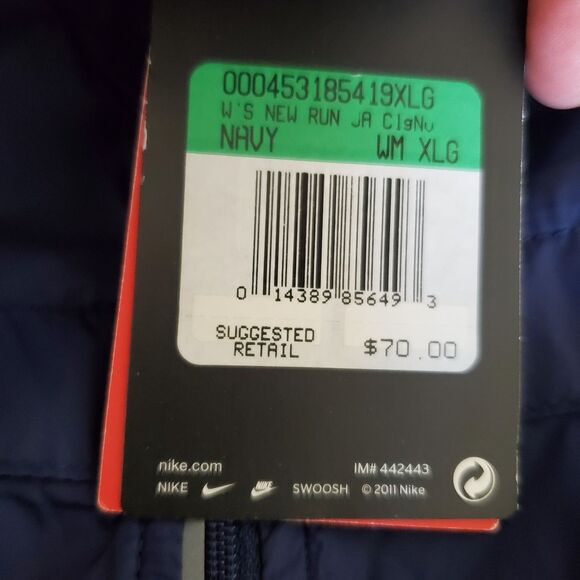 000453185419XLG
W'S NEW RUN JA ClgNv
NAVY WM XLG
0 14389 85649 3
SUGGESTED
RETAIL
$70.00
nike.com IM# 442443
NIKE NIKE SWOOSH © 2011 Nike